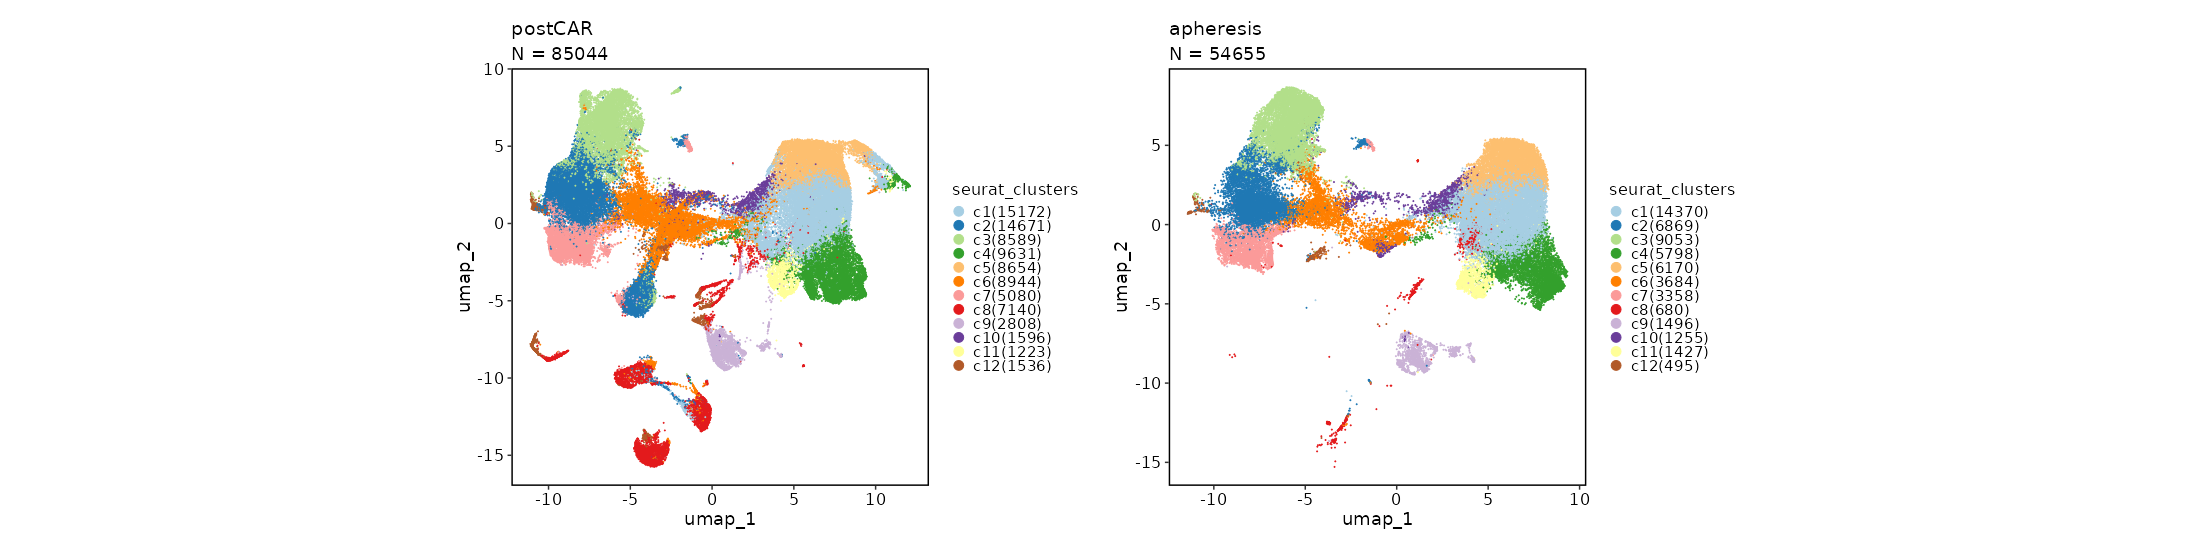 postCAR
N = 85044
10
5
0
-5
-10
-15
umap_2
-10
-5
0
5
10
umap_1
seurat_clusters
c1(15172)
c2(14671)
c3(8589)
c4(9631)
c5(8654)
c6(8944)
c7(5080)
c8(7140)
c9(2808)
c10(1596)
c11(1223)
c12(1536)
apheresis
N = 54655
5
0
-5
-10
-15
umap_2
-10
-5
0
5
10
umap_1
seurat_clusters
c1(14370)
c2(6869)
c3(9053)
c4(5798)
c5(6170)
c6(3684)
c7(3358)
c8(680)
c9(1496)
c10(1255)
c11(1427)
c12(495)